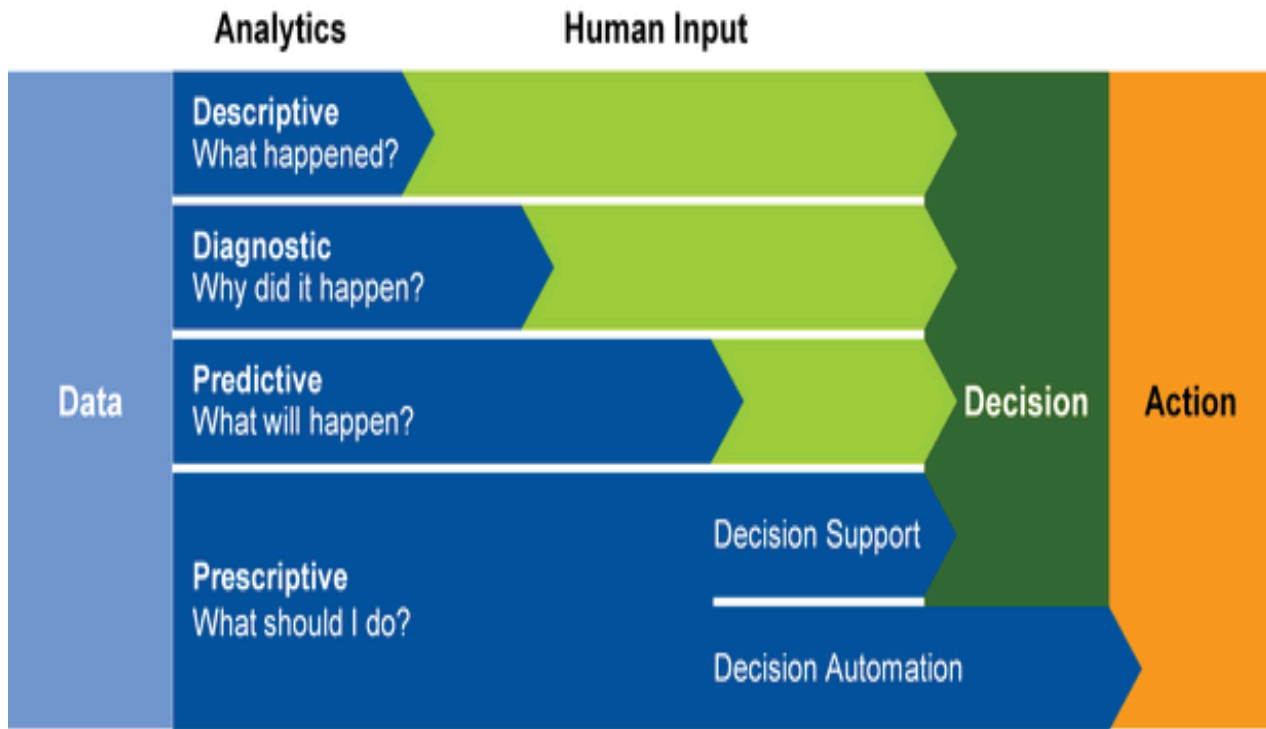 Analytics
Human Input
Descriptive
What happened?
Diagnostic
Why did it happen?
Data
Predictive
What will happen?
Decision
Action
Decision Support
Prescriptive
What should I do?
Decision Automation